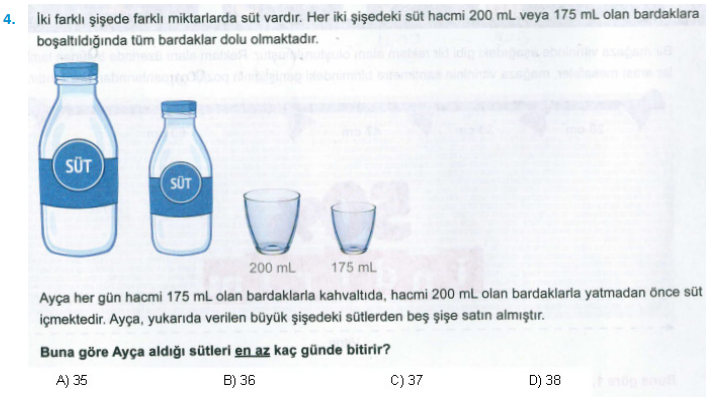 4. İki farklı şişede farklı miktarlarda süt vardır. Her iki şişedeki süt hacmi 200 mL veya 175 mL olan bardaklara
boşaltıldığında tüm bardaklar dolu olmaktadır.
SÜT
SÜT
200 mL 175 mL
Ayça her gün hacmi 175 mL olan bardaklarla kahvaltıda, hacmi 200 mL olan bardaklarla yatmadan önce süt
içmektedir. Ayça, yukarıda verilen büyük şişedeki sütlerden beş şişe satın almıştır.
Buna göre Ayça aldığı sütleri en az kaç günde bitirir?
A) 35 B) 36 C) 37 D) 38